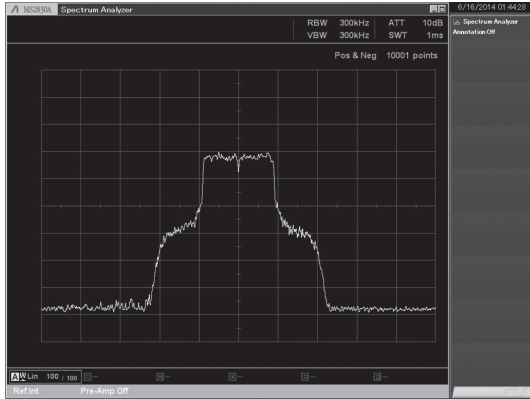 MS2830A Spectrum Analyzer
6/16/2014 01:44:28
RBW 300kHz ATT 10dB
VBW 300kHz SWT 1ms
Spectrum Analyzer
Annotation Off
Pos & Neg 10001 points
A W Lin 100 / 100
Ref.Int Pre-Amp Off